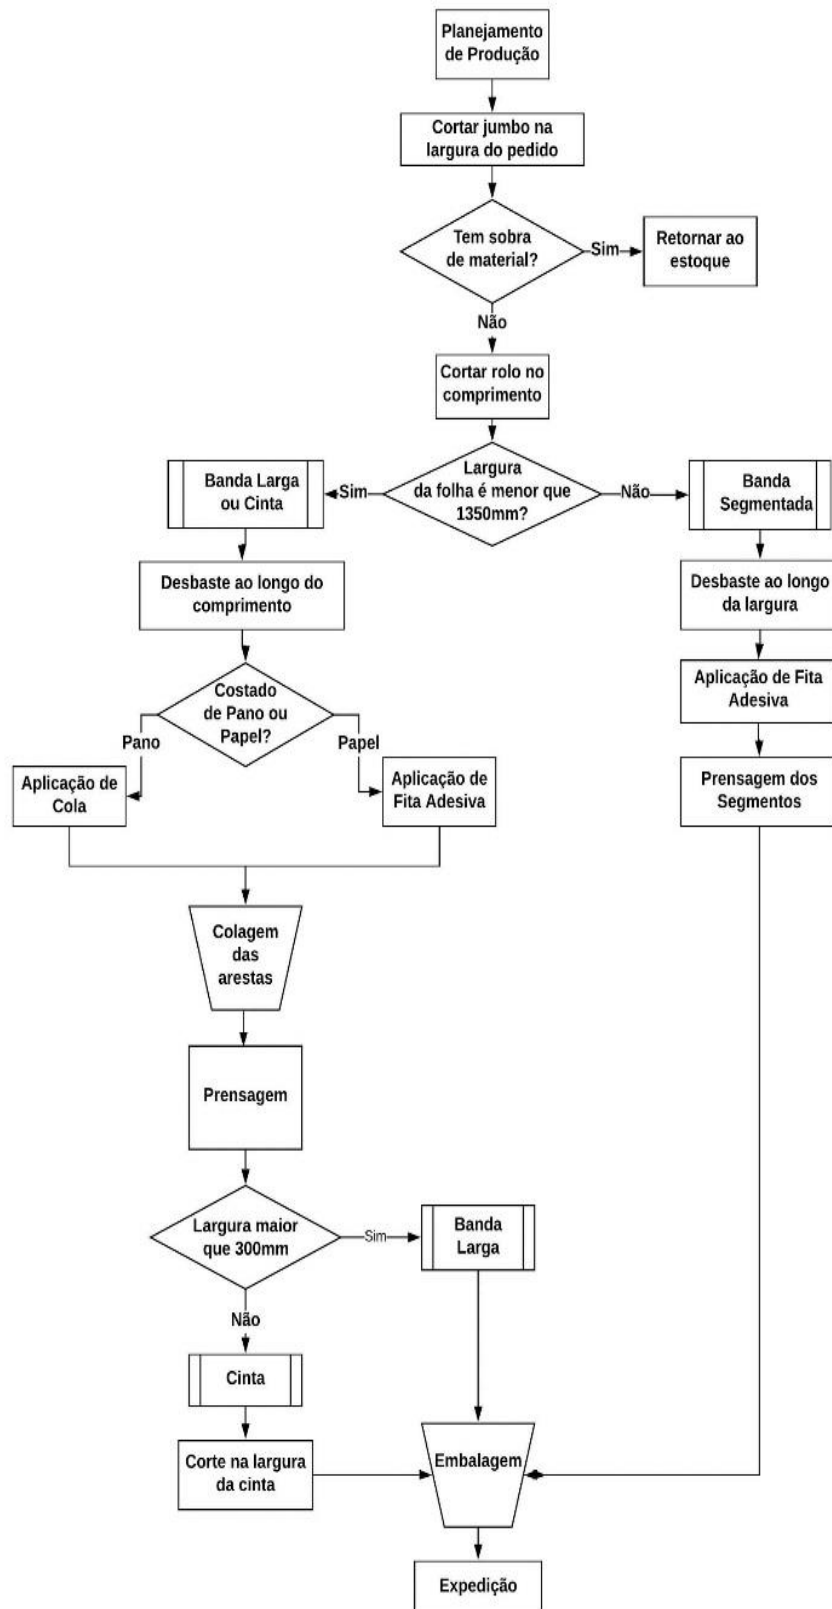 Planejamento
de Produção
Cortar jumbo na
largura do pedido
Tem sobra
de material?
Sim
Retornar ao
estoque
Não
Cortar rolo no
comprimento
Largura
da folha é menor que
1350mm?
Sim
Não
Banda Larga
ou Cinta
Banda
Segmentada
Desbaste ao longo do
comprimento
Desbaste ao longo
da largura
Costado
de Pano ou
Papel?
Pano
Papel
Aplicação de Fita
Adesiva
Aplicação de
Cola
Aplicação de
Fita Adesiva
Prensagem dos
Segmentos
Colagem
das
arestas
Prensagem
Largura maior
que 300mm
Sim
Banda
Larga
Não
Cinta
Corte na largura
da cinta
Embalagem
Expedição